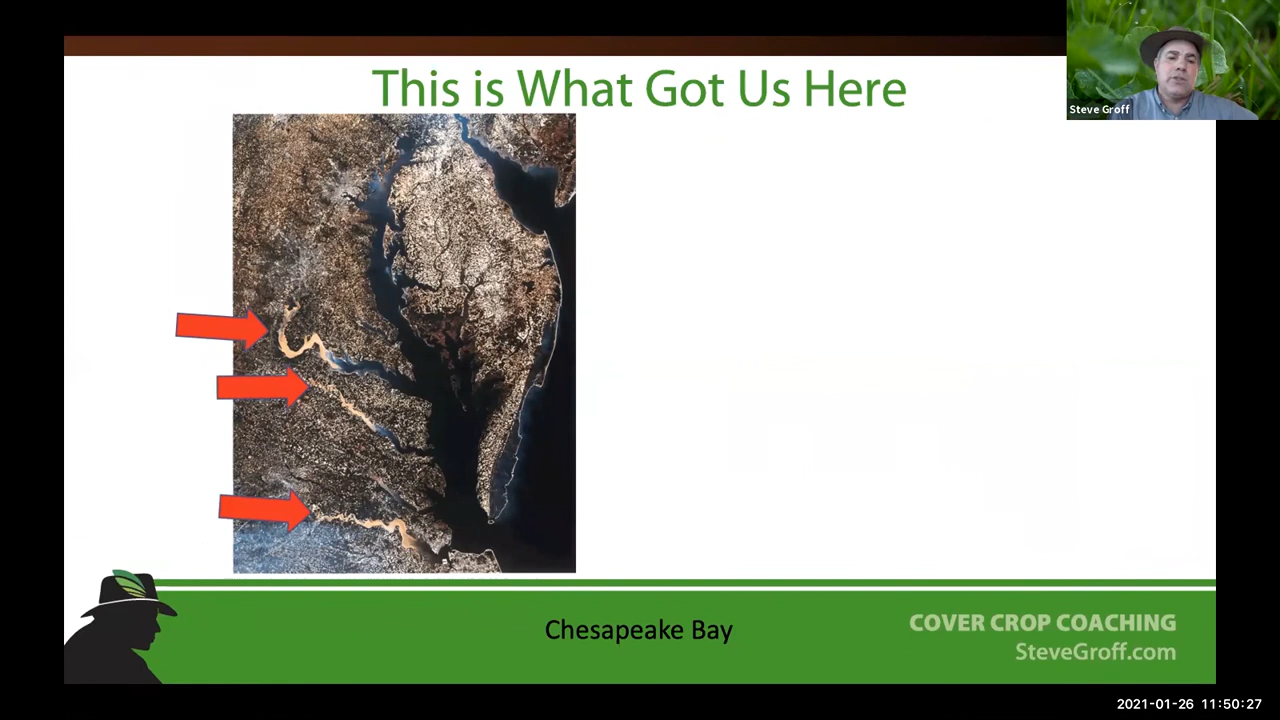 This is What Got Us Here
Steve Groff
Chesapeake Bay
COVER CROP COACHING
SteveGroff.com
2021-01-26 11:50:27